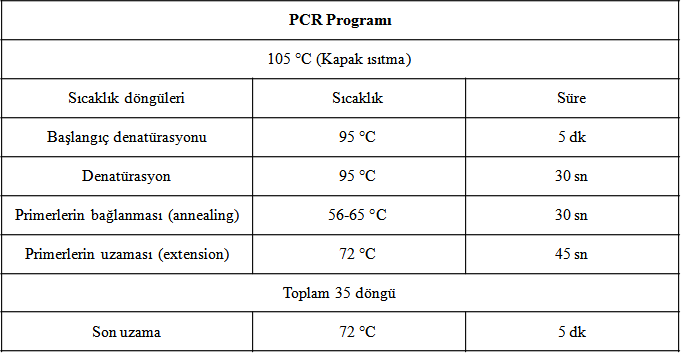 PCR Programı
105 °C (Kapak ısıtma)
Sıcaklık döngüleri Sıcaklık Süre
Başlangıç denatürasyonu 95 °C 5 dk
Denatürasyon 95 °C 30 sn
Primerlerin bağlanması (annealing) 56-65 °C 30 sn
Primerlerin uzaması (extension) 72 °C 45 sn
Toplam 35 döngü
Son uzama 72 °C 5 dk